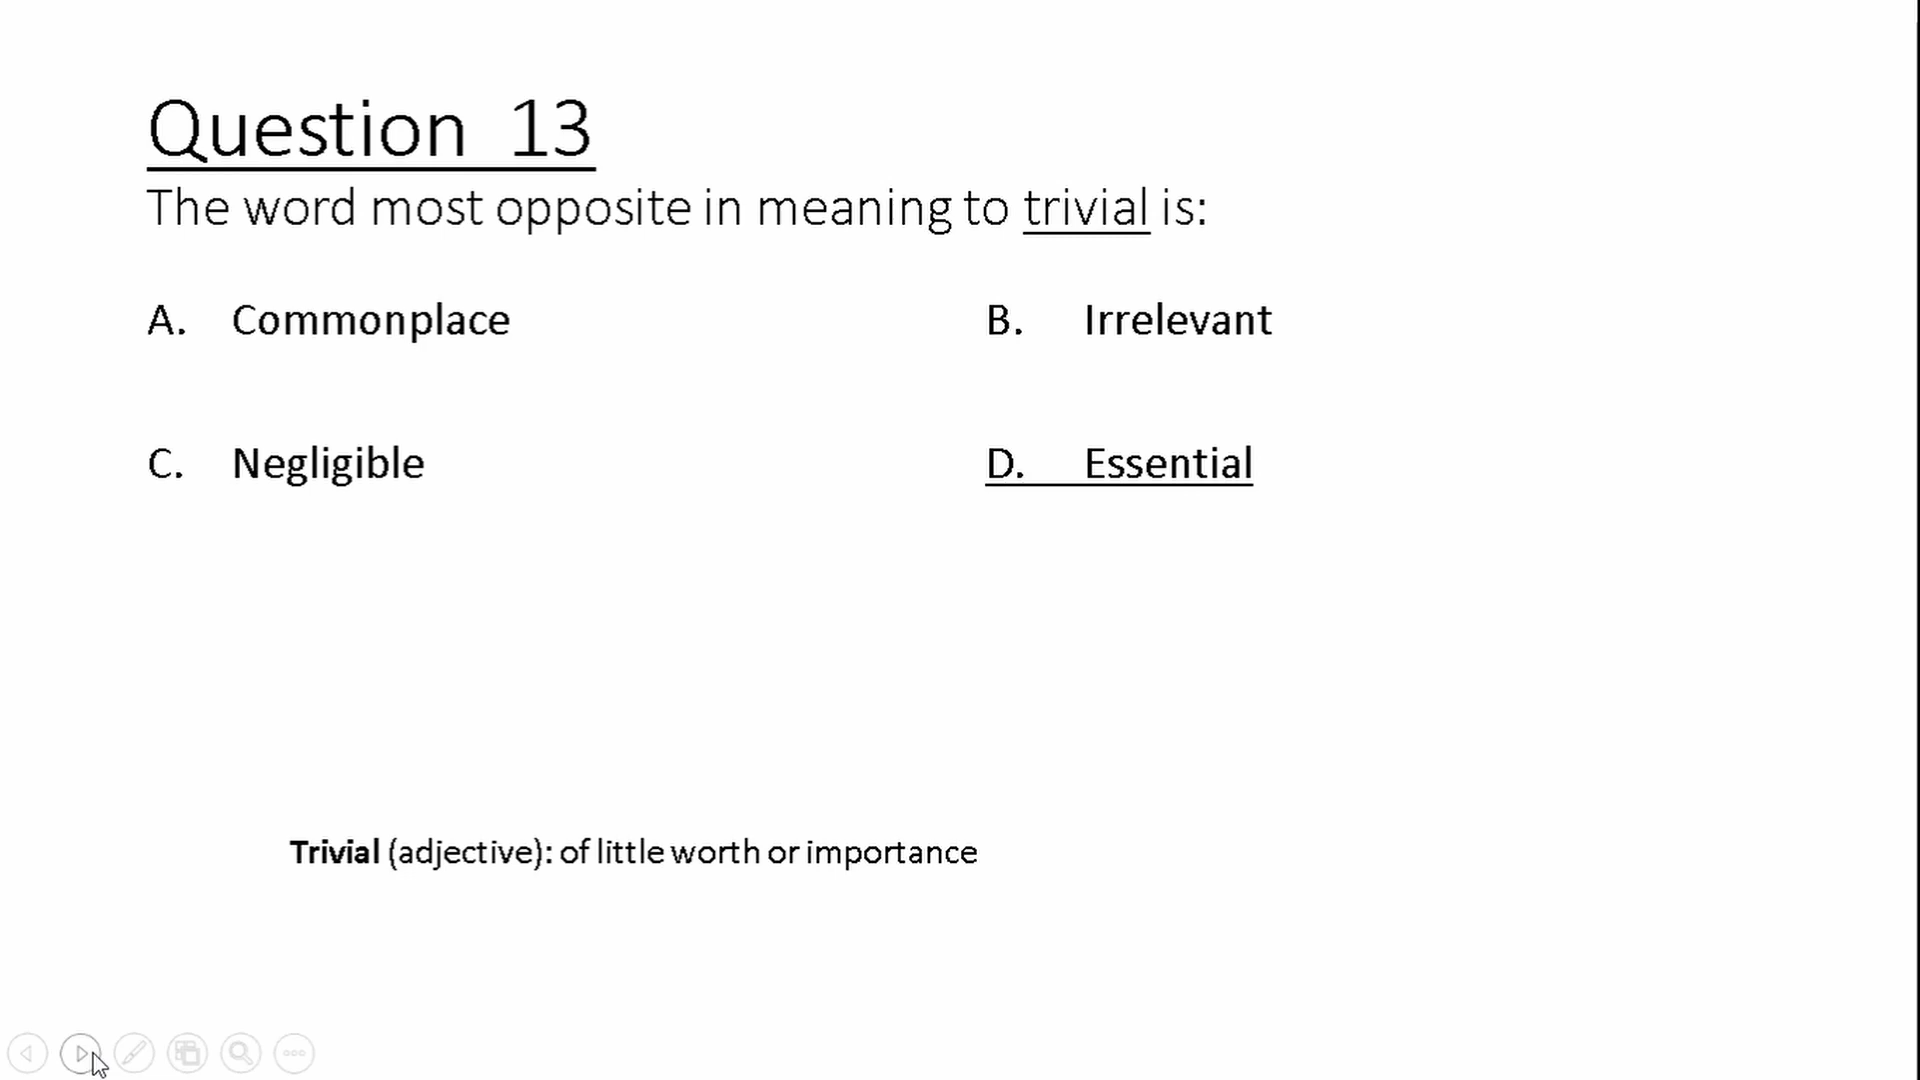 Question 13
The word most opposite in meaning to trivial is:
A. Commonplace
B. Irrelevant
C. Negligible
D. Essential
Trivial (adjective): of little worth or importance